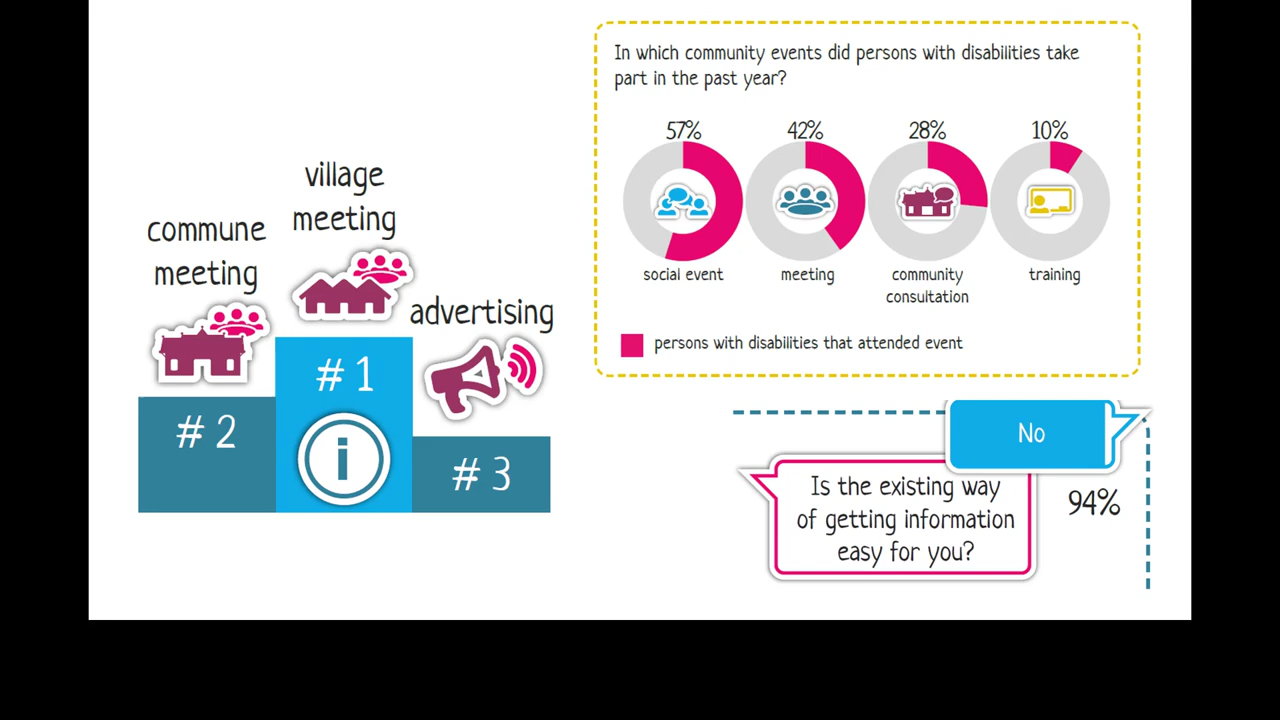 village
meeting
commune
meeting
advertising
# 1
# 2
# 3
i
In which community events did persons with disabilities take
part in the past year?
57%
42%
28%
10%
social event
meeting
community
consultation
training
persons with disabilities that attended event
No
Is the existing way
of getting information
easy for you?
94%